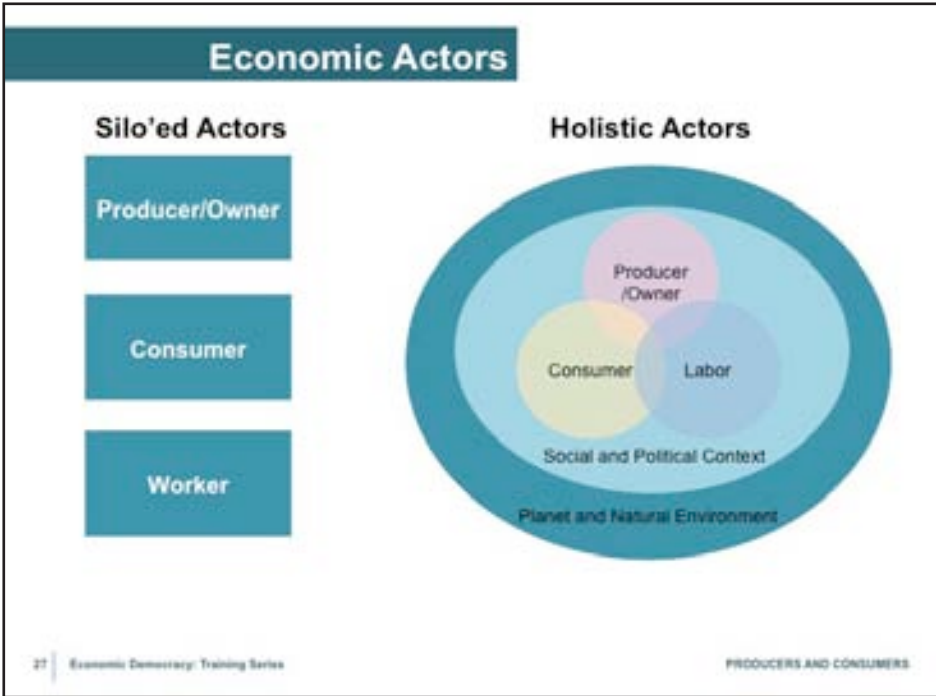 Economic Actors
Silo'ed Actors
Producer/Owner
Consumer
Worker
Holistic Actors
Producer
/Owner
Consumer
Labor
Social and Political Context
Planet and Natural Environment
27
Economic Democracy: Training Series
PRODUCERS AND CONSUMERS